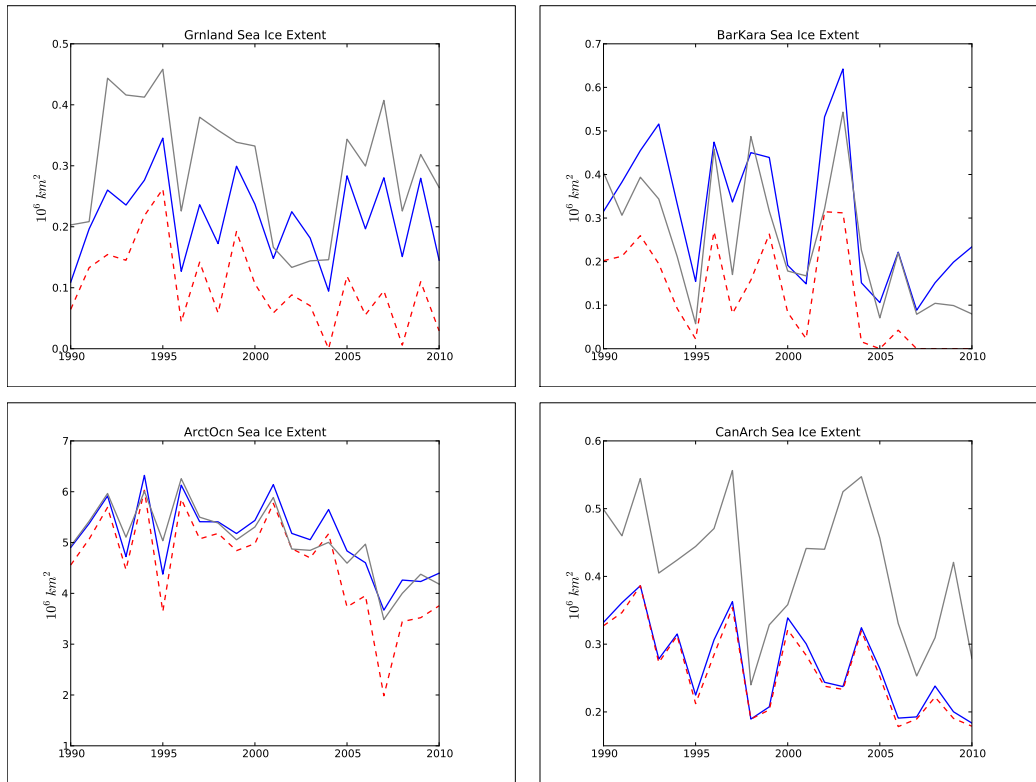 Grnland Sea Ice Extent
0.5
0.4
0.3
0.2
0.1
0.0
10^6 km^2
1990 1995 2000 2005 2010
BarKara Sea Ice Extent
0.7
0.6
0.5
0.4
0.3
0.2
0.1
0.0
10^6 km^2
1990 1995 2000 2005 2010
ArctOcn Sea Ice Extent
7
6
5
4
3
2
1
10^6 km^2
1990 1995 2000 2005 2010
CanArch Sea Ice Extent
0.6
0.5
0.4
0.3
0.2
10^6 km^2
1990 1995 2000 2005 2010